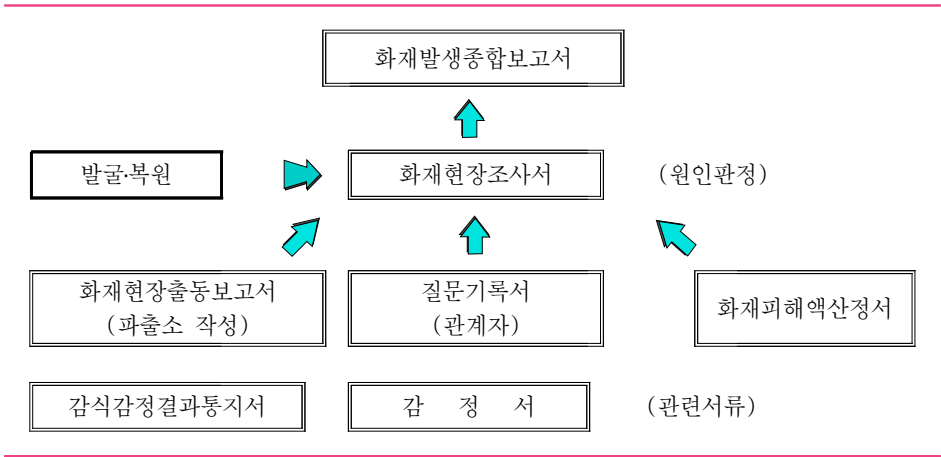 화재발생종합보고서
발굴·복원
화재현장조사서
(원인판정)
화재현장출동보고서
(파출소 작성)
질문기록서
(관계자)
화재피해액산정서
감식감정결과통지서
감 정 서
(관련서류)